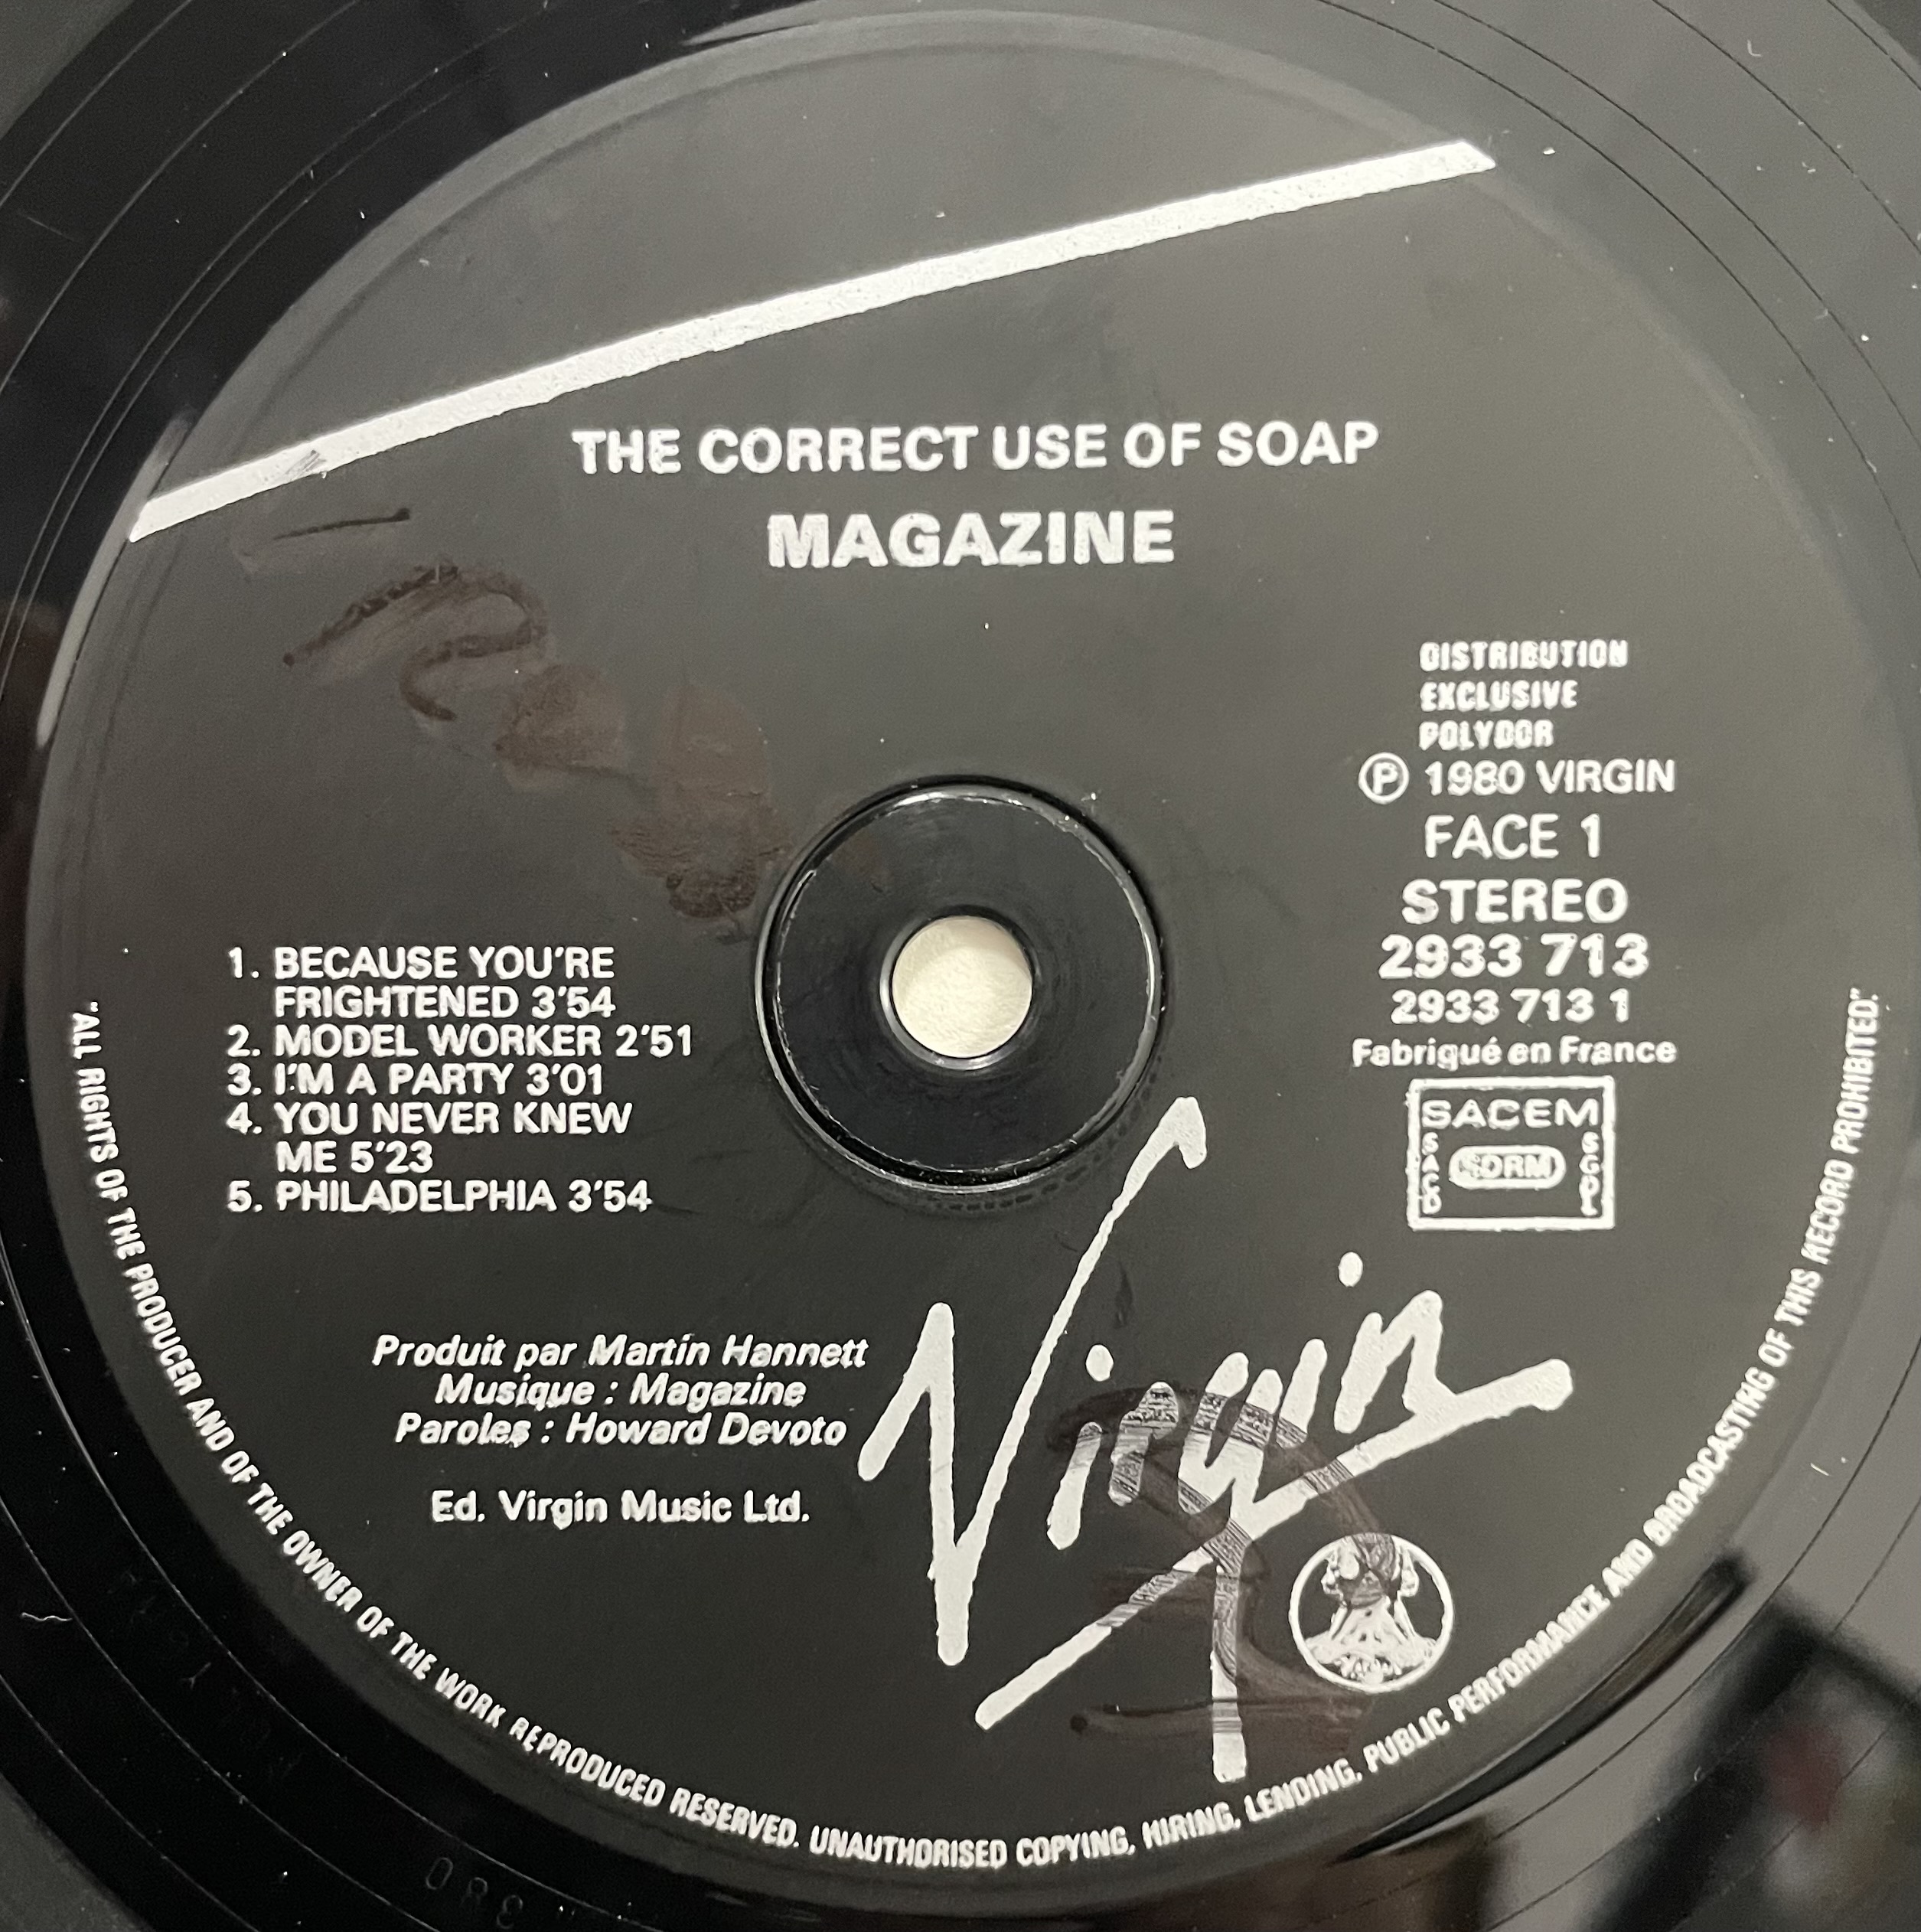 THE CORRECT USE OF SOAP
MAGAZINE
DISTRIBUTION
EXCLUSIVE
POLYDOR
Ⓟ 1980 VIRGIN
FACE 1
STEREO
2933 713
2933 713 1
Fabriqué en France
SACEM
SACD
SDRM
SGDL
1. BECAUSE YOU'RE
FRIGHTENED 3'54
2. MODEL WORKER 2'51
3. I'M A PARTY 3'01
4. YOU NEVER KNEW
ME 5'23
5. PHILADELPHIA 3'54
Produit par Martin Hannett
Musique : Magazine
Paroles : Howard Devoto
Ed. Virgin Music Ltd.
Virgin
"ALL RIGHTS OF THE PRODUCER AND OF THE OWNER OF THE WORK REPRODUCED RESERVED. UNAUTHORISED COPYING, HIRING, LENDING, PUBLIC PERFORMANCE AND BROADCASTING OF THIS RECORD PROHIBITED."